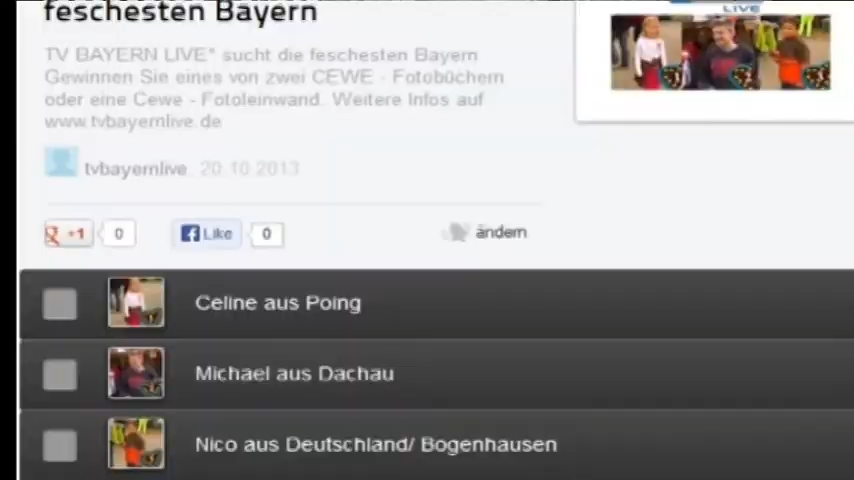 feschesten Bayern
LIVE
TV BAYERN LIVE* sucht die feschesten Bayern
Gewinnen Sie eines von zwei CEWE - Fotobüchern
oder eine Cewe - Fotoleinwand. Weitere Infos auf
www.tvbayernlive.de
tvbayernlive 20.10.2013
+1 0 Like 0 ändern
Celine aus Poing
Michael aus Dachau
Nico aus Deutschland/ Bogenhausen